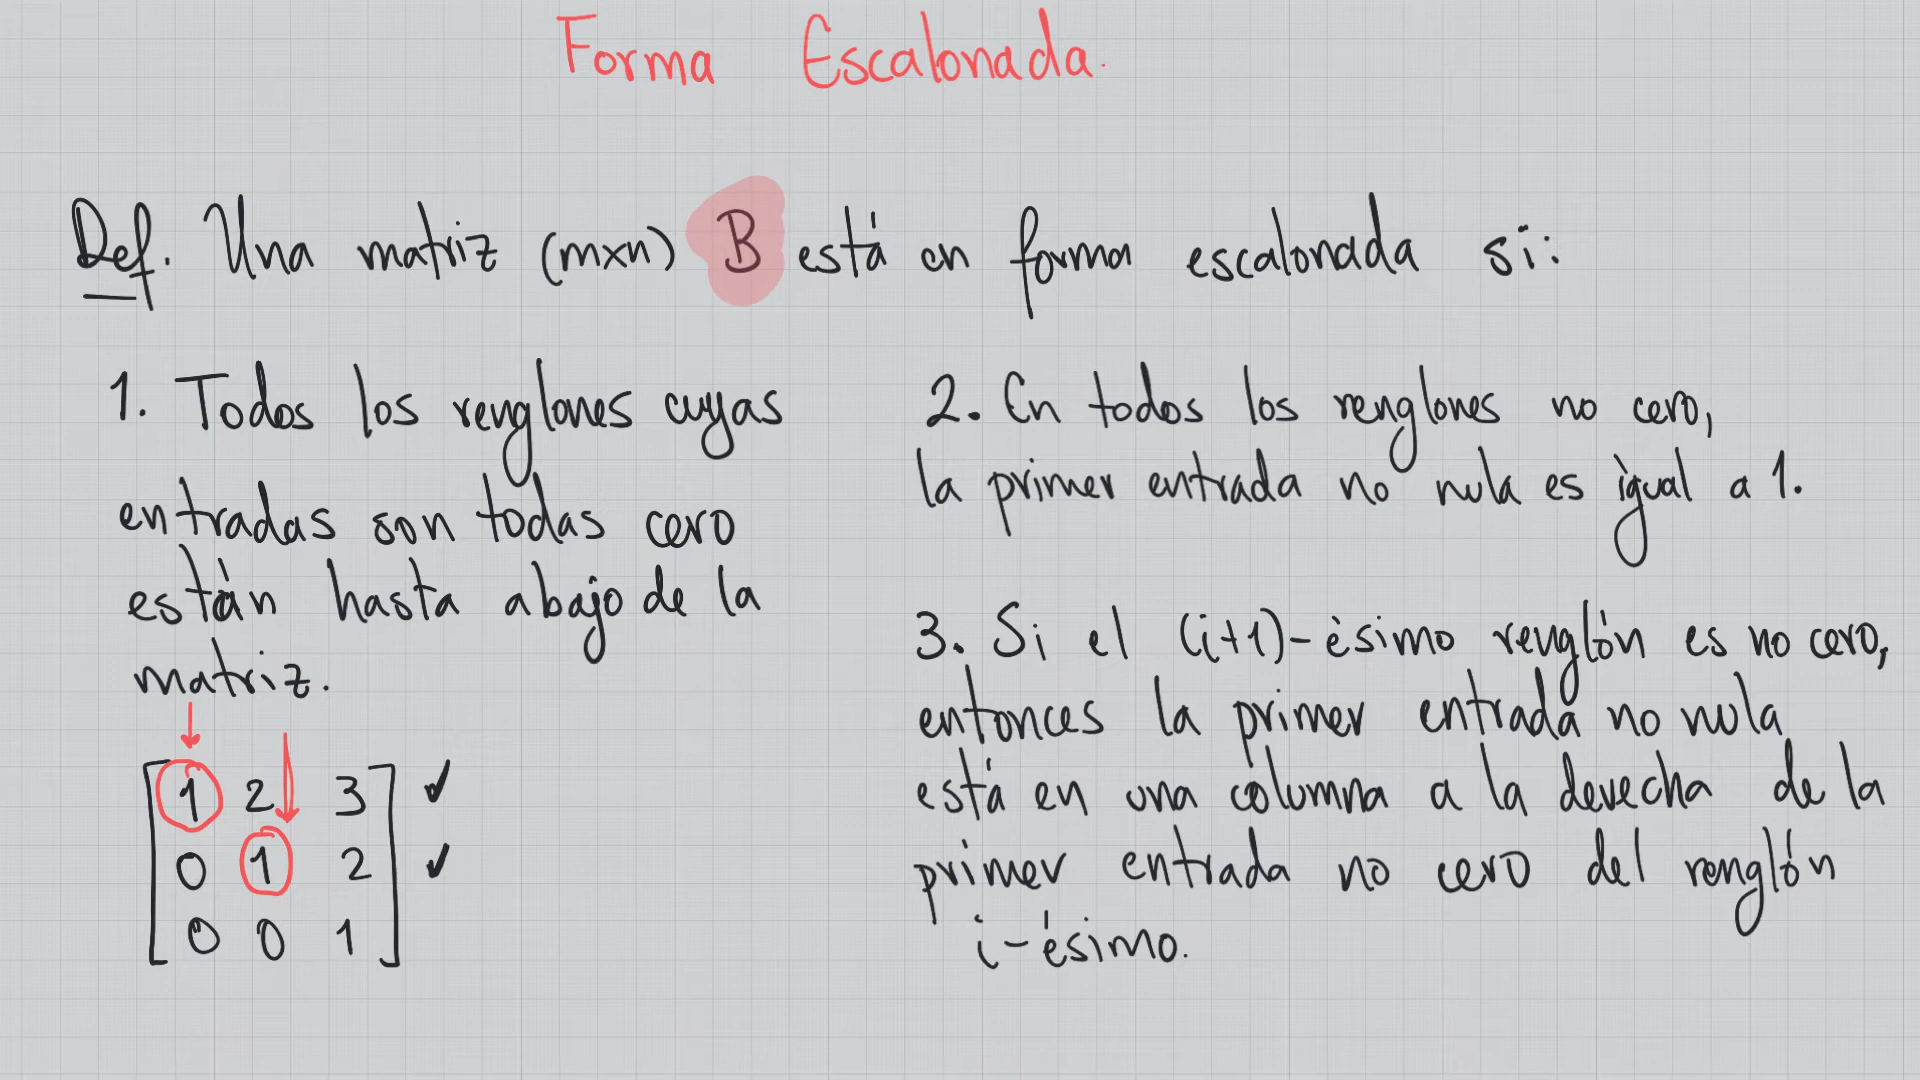 Forma Escalonada.
Def. Una matriz (m×n) B está en forma escalonada si:
1. Todos los renglones cuyas
entradas son todas cero
están hasta abajo de la
matriz.
1 2 3 ✓
0 1 2 ✓
0 0 1
2. En todos los renglones no cero,
la primer entrada no nula es igual a 1.
3. Si el (i+1)-ésimo renglón es no cero,
entonces la primer entrada no nula
está en una columna a la derecha de la
primer entrada no cero del renglón
i-ésimo.